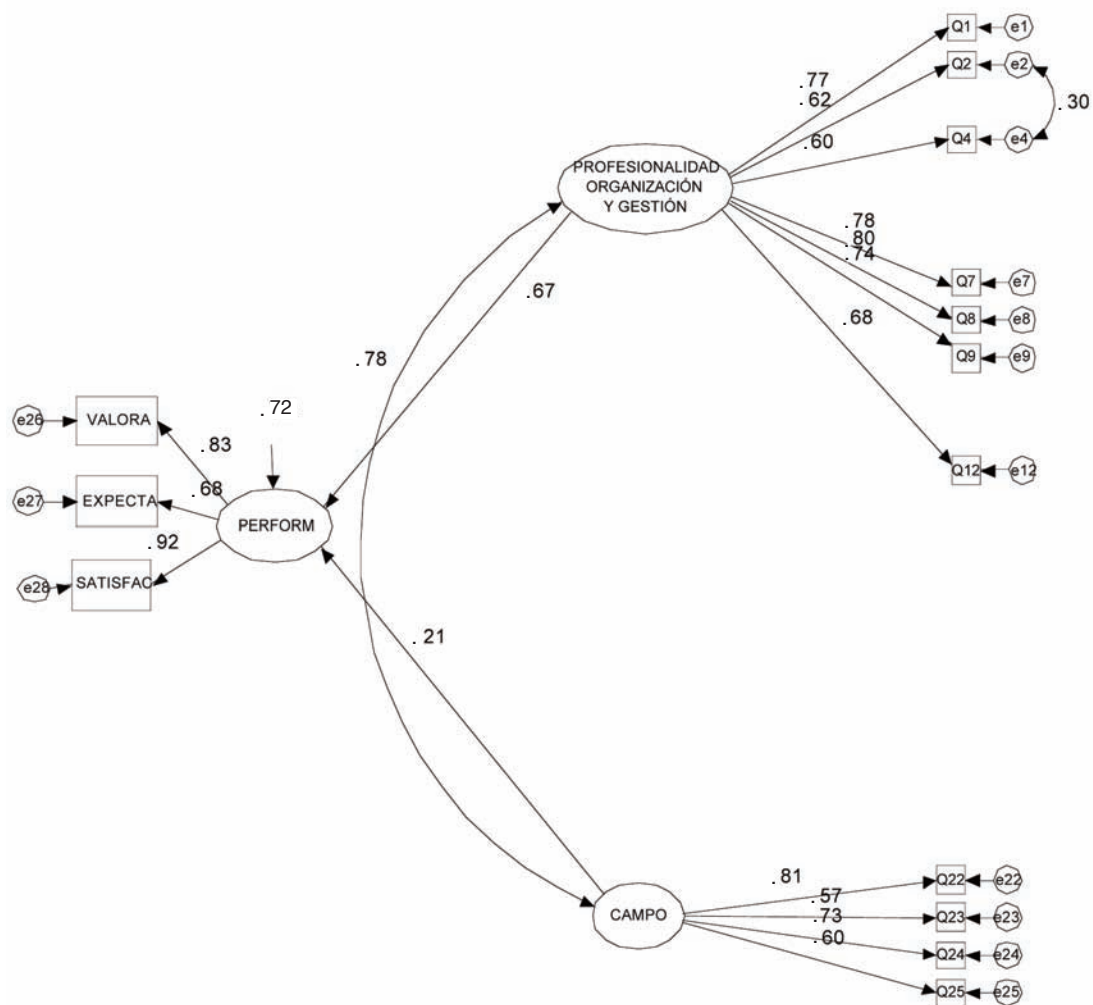 Q1 e1
Q2 e2
.77
.62
.30
Q4 e4
.60
PROFESIONALIDAD
ORGANIZACIÓN
Y GESTIÓN
.78
.80
.74
Q7 e7
.67
Q8 e8
.68
Q9 e9
.78
.72
e26 VALORA
.83
Q12 e12
e27 EXPECTA
.68
PERFORM
.92
e28 SATISFAC
.21
.81
Q22 e22
.57
CAMPO
Q23 e23
.73
.60
Q24 e24
Q25 e25